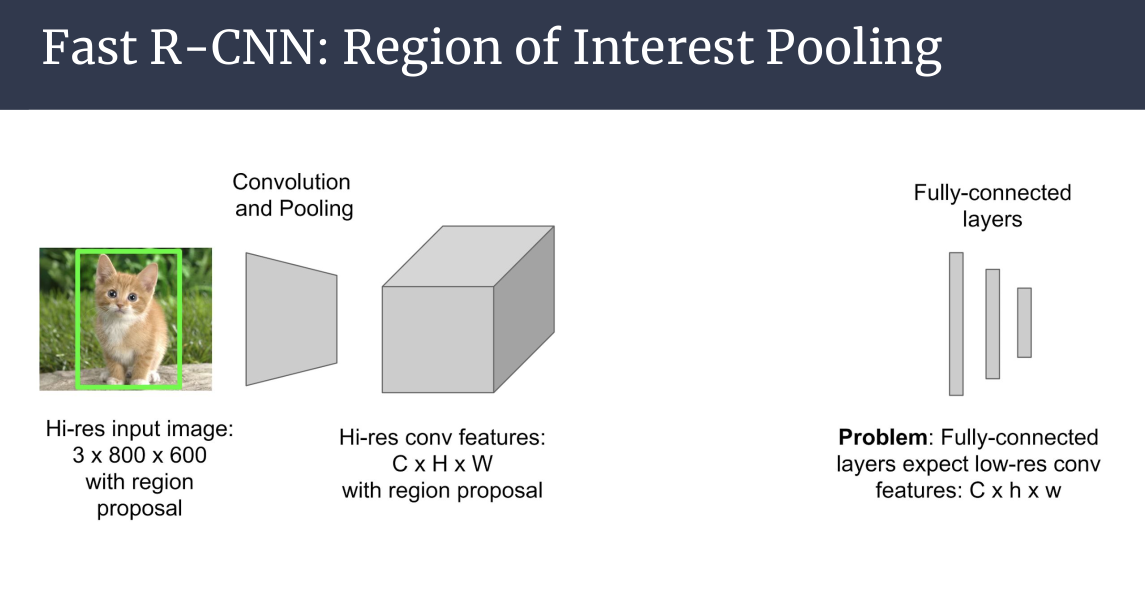 Fast R-CNN: Region of Interest Pooling
Convolution
and Pooling
Fully-connected
layers
Hi-res input image:
3 x 800 x 600
with region
proposal
Hi-res conv features:
C x H x W
with region proposal
Problem: Fully-connected
layers expect low-res conv
features: C x h x w